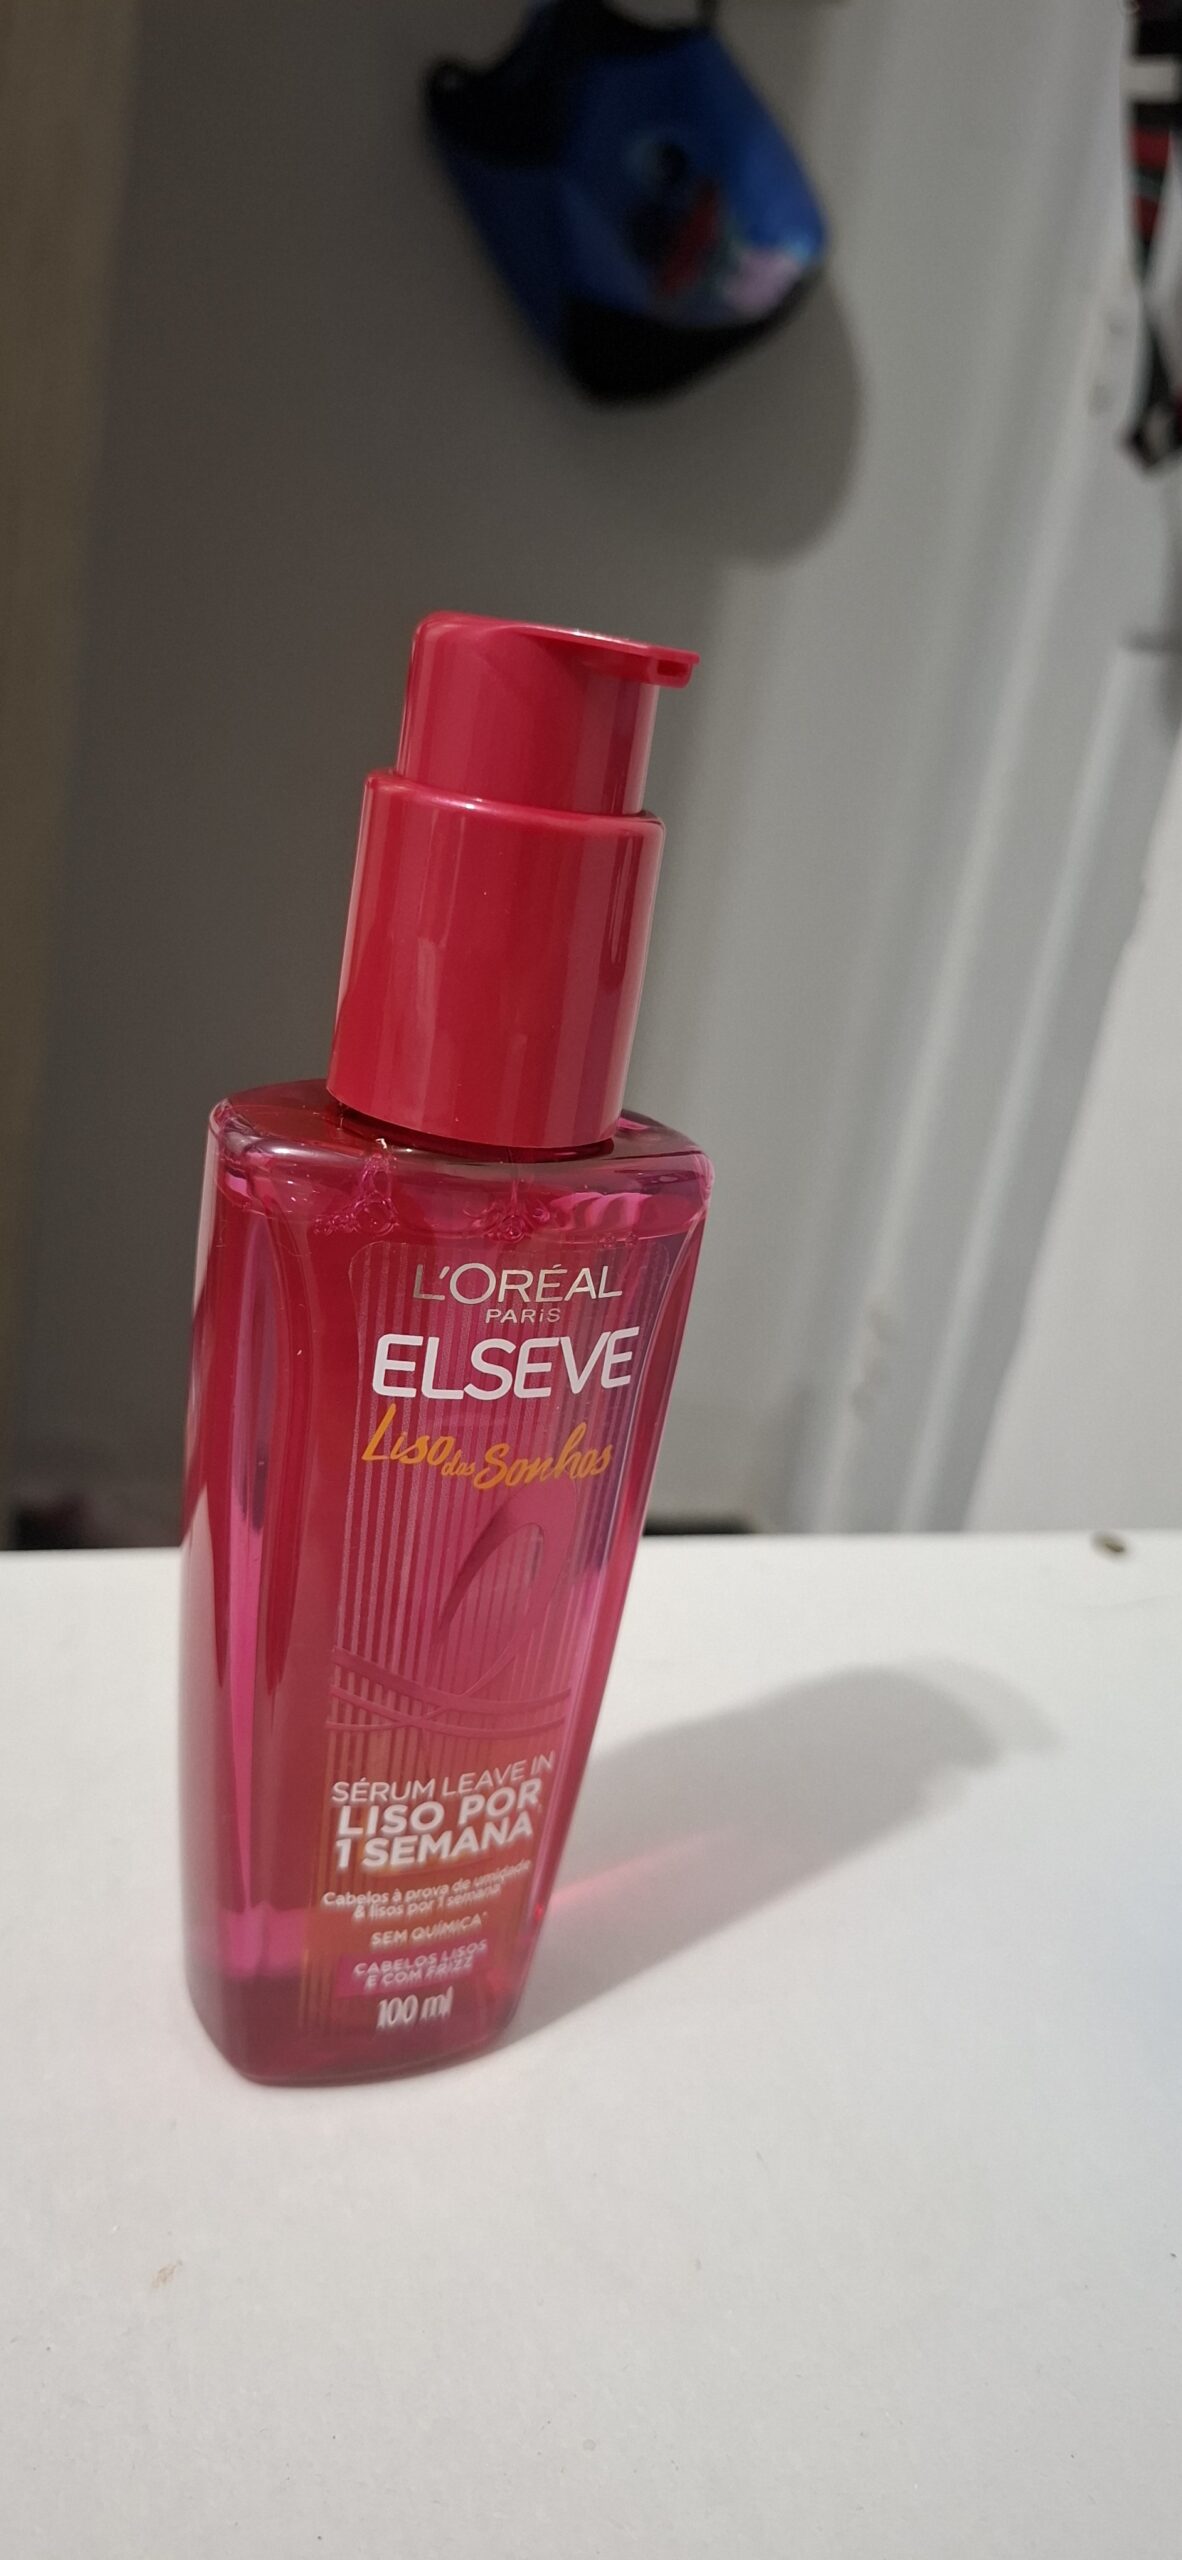 L'ORÉAL
PARiS
ELSEVE
Liso dos Sonhos
SÉRUM LEAVE IN
LISO POR
1 SEMANA
Cabelos à prova de umidade
& lisos por 1 semana
SEM QUÍMICA*
CABELOS LISOS
E COM FRIZZ
100 ml